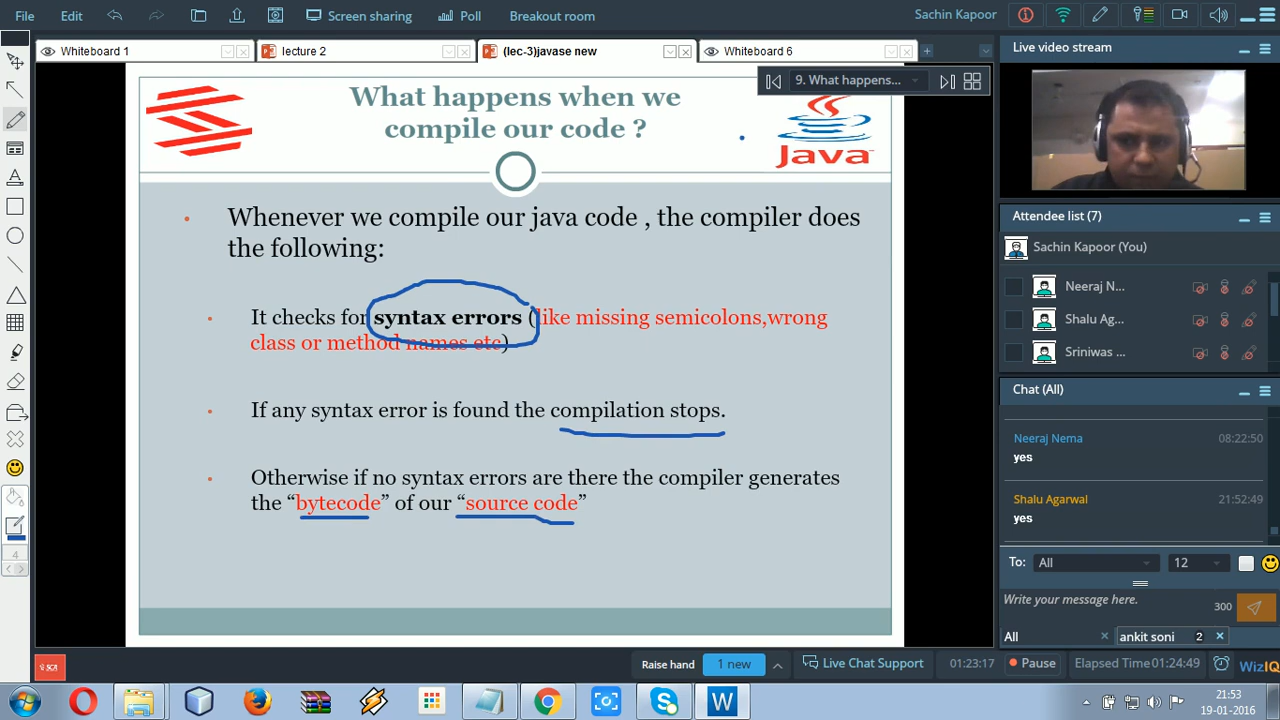 File Edit Screen sharing Poll Breakout room Sachin Kapoor
Whiteboard 1 lecture 2 (lec-3)javase new Whiteboard 6
Live video stream
9. What happens...
What happens when we
compile our code ?
Java
Whenever we compile our java code , the compiler does
the following:
It checks for syntax errors (like missing semicolons,wrong
class or method names etc)
If any syntax error is found the compilation stops.
Otherwise if no syntax errors are there the compiler generates
the “bytecode” of our “source code”
4
Attendee list (7)
Sachin Kapoor (You)
Neeraj N...
Shalu Ag...
Sriniwas ...
Chat (All)
Neeraj Nema 08:22:50
yes
Shalu Agarwal 21:52:49
yes
To: All 12
Write your message here. 300
All ankit soni 2
SCA
Raise hand 1 new Live Chat Support 01:23:17 Pause Elapsed Time 01:24:49 WizIQ
21:53
19-01-2016